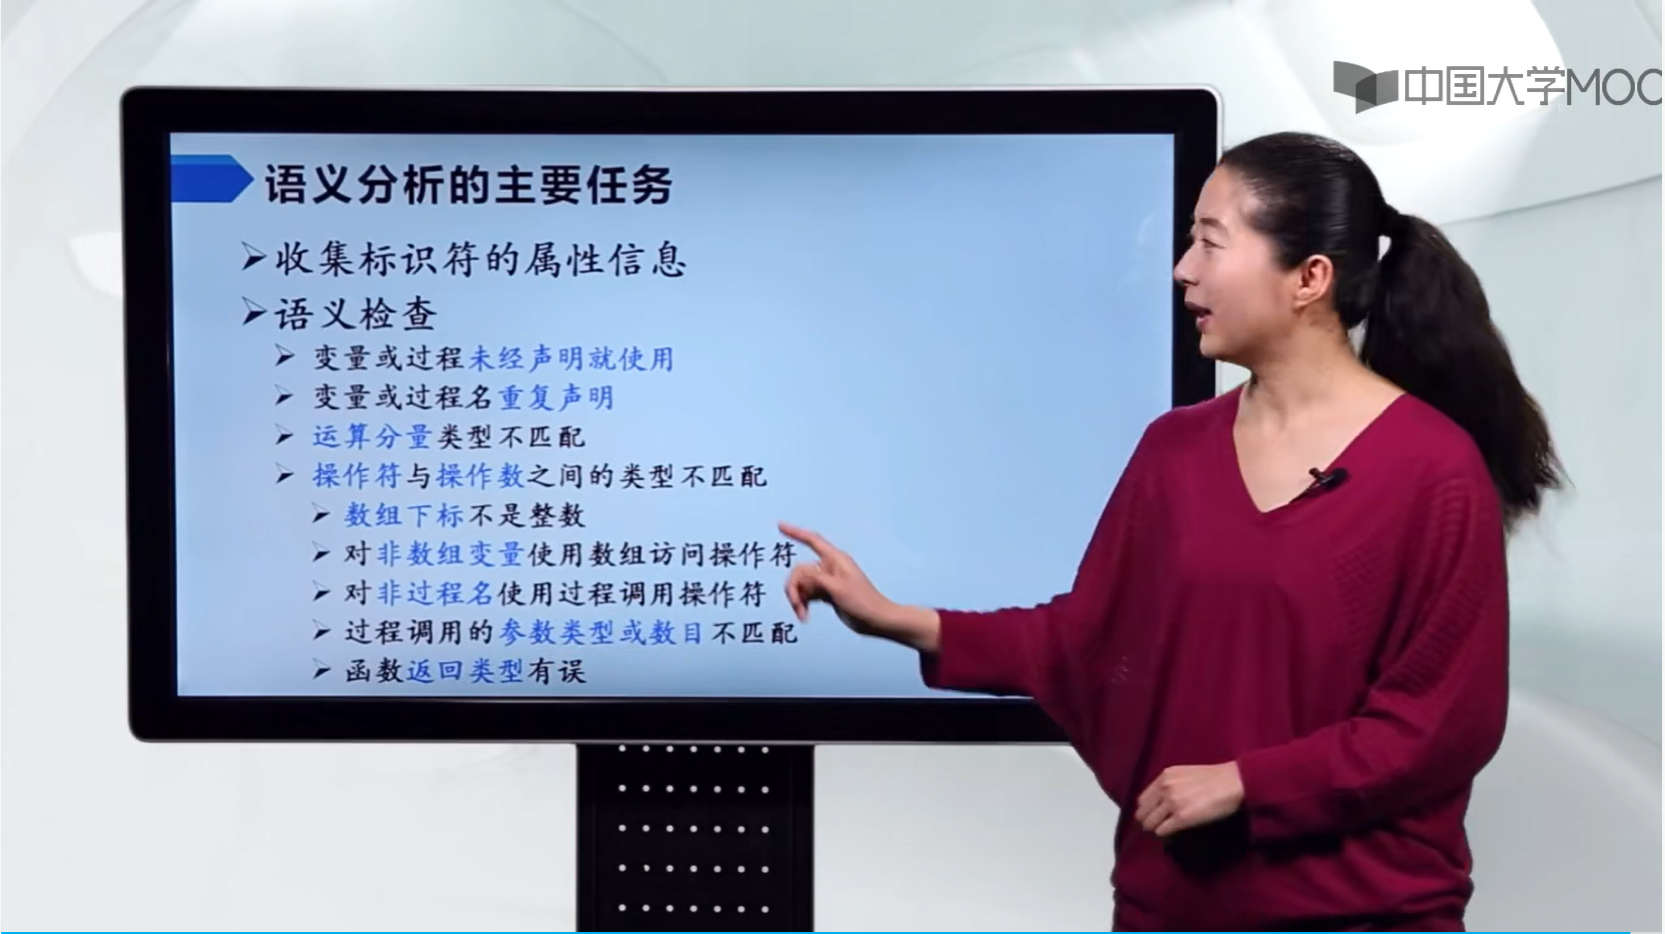 中国大学MOC
语义分析的主要任务
收集标识符的属性信息
语义检查
变量或过程未经声明就使用
变量或过程名重复声明
运算分量类型不匹配
操作符与操作数之间的类型不匹配
数组下标不是整数
对非数组变量使用数组访问操作符
对非过程名使用过程调用操作符
过程调用的参数类型或数目不匹配
函数返回类型有误